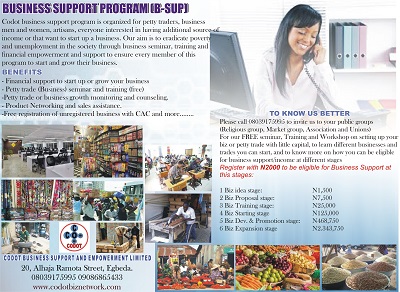 BUSINESS SUPPORT PROGRAM (B-SUP)
Codot business support program is organized for petty traders, business
men and women, artisans, everyone interested in having additional source of
income or that want to start up a business. Our aim is to eradicate poverty
and unemployment in the society through business seminar, training and
financial empowerment and support to ensure every member of this
program to start and grow their business.
BENEFITS
- Financial support to start up or grow your business
- Petty trade (Business) seminar and training (free)
-Petty trade or business growth monitoring and counseling.
- Product Networking and sales assistance.
-Free registration of unregistered business with CAC and more........
TO KNOW US BETTER
Please call 08039175995 to invite us to your public groups
(Religious group, Market group, Association and Unions)
For our FREE seminar, Training and Workshop on setting up your
biz or petty trade with little capital, to learn different businesses and
trades you can start, and to know more on how you can be eligible
for business support/income at different stages
Register with N2000 to be eligible for Business Support at
this stages:
1 Biz idea stage: N1,500
2 Biz Proposal stage: N7,500
3 Biz Training stage: N25,000
4 Biz Starting stage N125,000
5 Biz Dev. & Promotion stage: N468,750
6 Biz Expansion stage N2,343,750
CODOT
CODOT BUSINESS SUPPORT AND EMPOWERMENT LIMITED
20, Alhaja Ramota Street, Egbeda.
08039175995 09086865433
www.codotbiznetwork.com